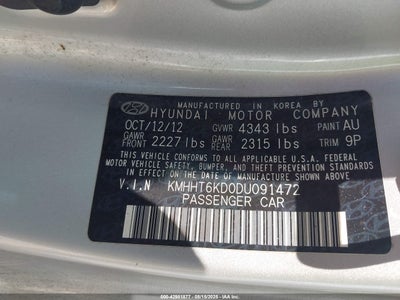 MANUFACTURED IN KOREA BY
HYUNDAI MOTOR COMPANY
OCT/12/12 GVWR 4343 lbs PAINT AU
GAWR FRONT 2227 lbs GAWR REAR 2315 lbs TRIM 9P
THIS VEHICLE CONFORMS TO ALL APPLICABLE U.S.A. FEDERAL
MOTOR VEHICLE SAFETY, BUMPER, AND THEFT PREVENTION STANDARDS
IN EFFECT ON THE DATE OF MANUFACTURE SHOWN ABOVE.
V.I.N KMHHT6KD0DU091472
PASSENGER CAR